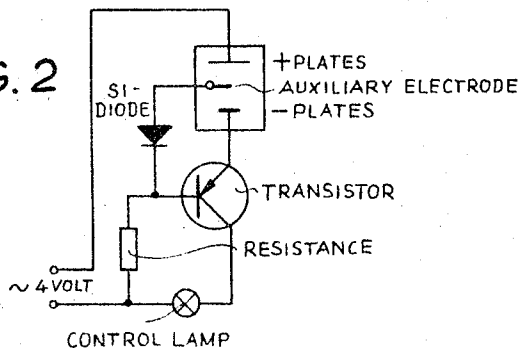 G. 2
+PLATES
AUXILIARY ELECTRODE
-PLATES
SI-
DIODE
TRANSISTOR
RESISTANCE
~ 4 VOLT
CONTROL LAMP